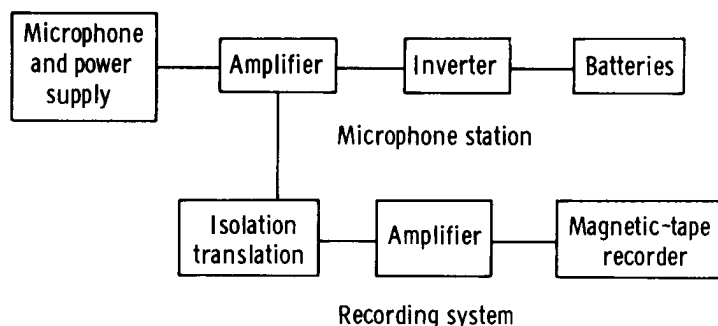 Microphone
and power
supply
Amplifier
Inverter
Batteries
Microphone station
Isolation
translation
Amplifier
Magnetic-tape
recorder
Recording system